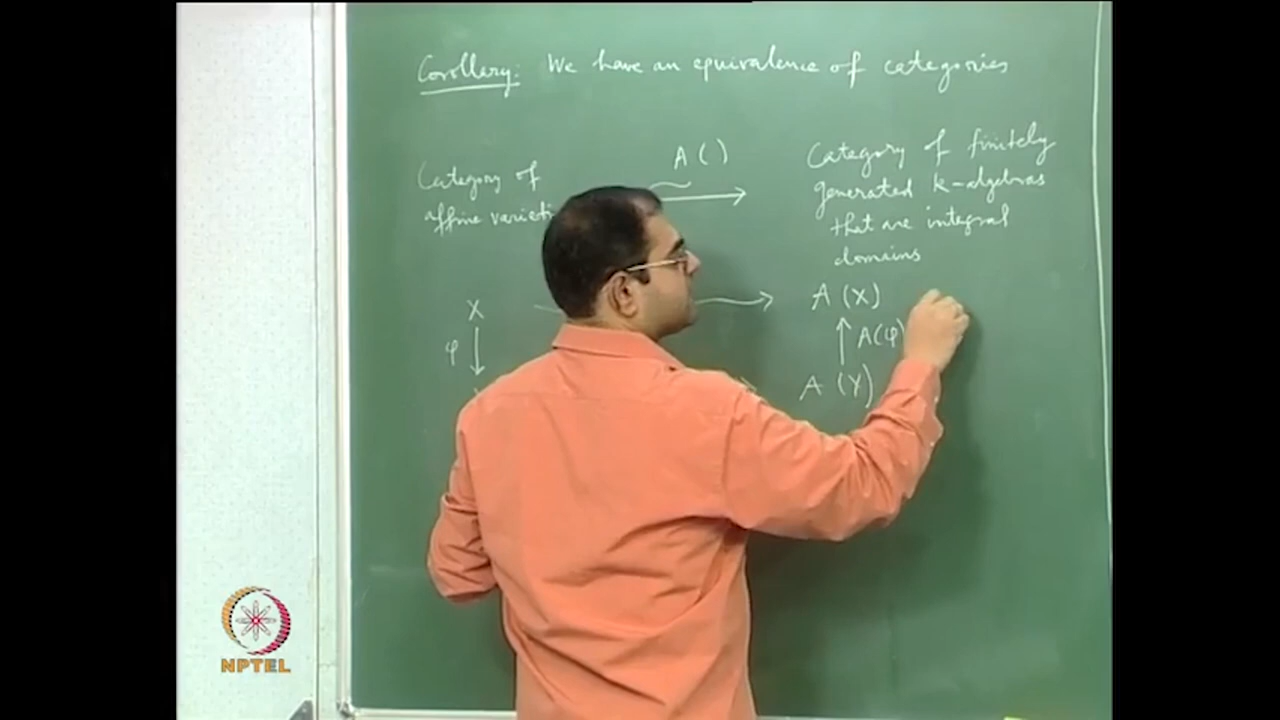 Corollery: We have an equivalence of categories
A ( )
Category of
affine varieti
Category of finitely
generated k-algebras
that are integral
domains
X
A (X)
φ
A(φ)
A (Y)
NPTEL